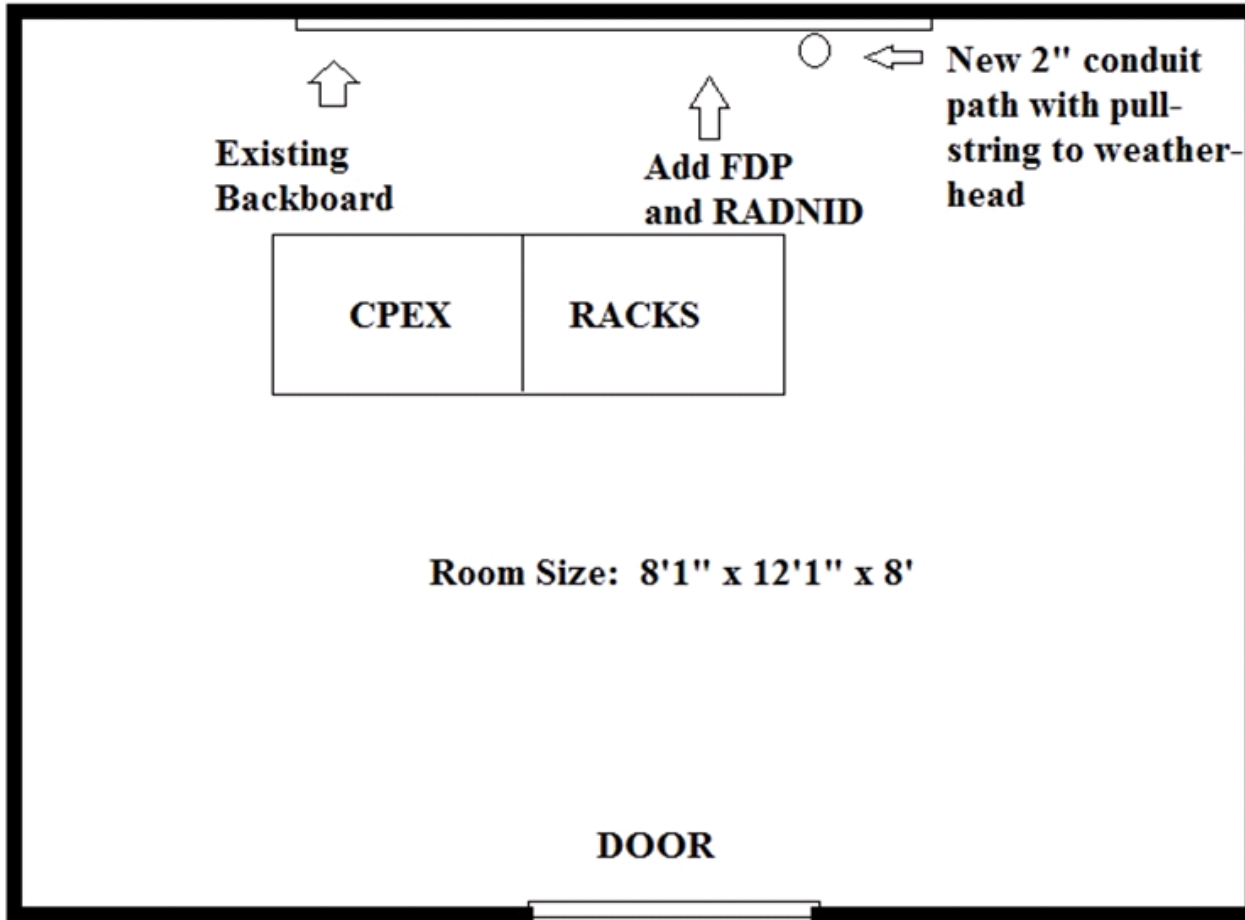 New 2" conduit
path with pull-
string to weather-
head
Existing
Backboard
Add FDP
and RADNID
CPEX
RACKS
Room Size:  8'1" x 12'1" x 8'
DOOR